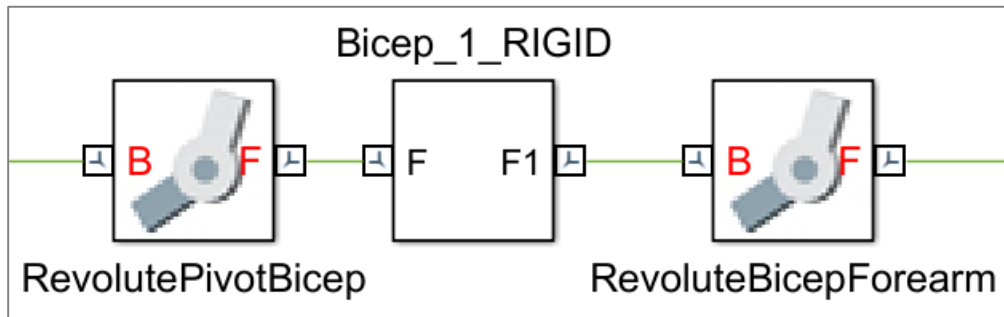 Bicep_1_RIGID
B F F F1 B F
RevolutePivotBicep RevoluteBicepForearm